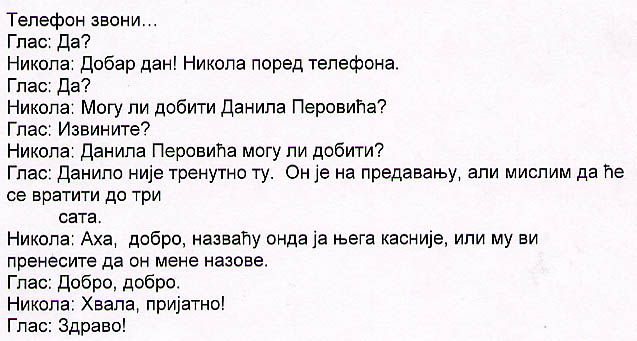 Телефон звони...
Глас: Да?
Никола: Добар дан! Никола поред телефона.
Глас: Да?
Никола: Могу ли добити Данила Перовића?
Глас: Извините?
Никола: Данила Перовића могу ли добити?
Глас: Данило није тренутно ту.  Он је на предавању, али мислим да ће
се вратити до три
сата.
Никола: Аха,  добро, назваћу онда ја њега касније, или му ви
пренесите да он мене назове.
Глас: Добро, добро.
Никола: Хвала, пријатно!
Глас: Здраво!